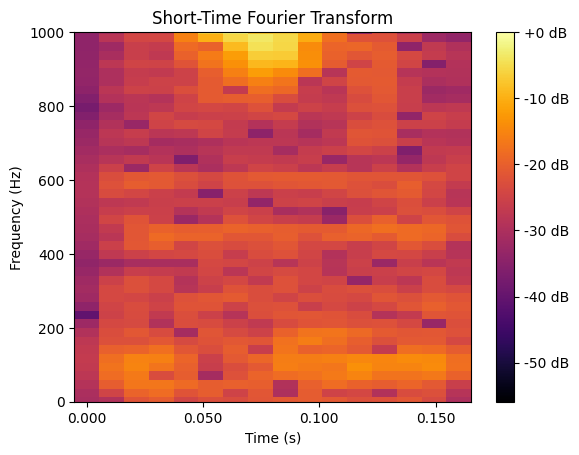 Short-Time Fourier Transform
1000
800
600
400
200
0
Frequency (Hz)
0.000
0.050
0.100
0.150
Time (s)
+0 dB
-10 dB
-20 dB
-30 dB
-40 dB
-50 dB